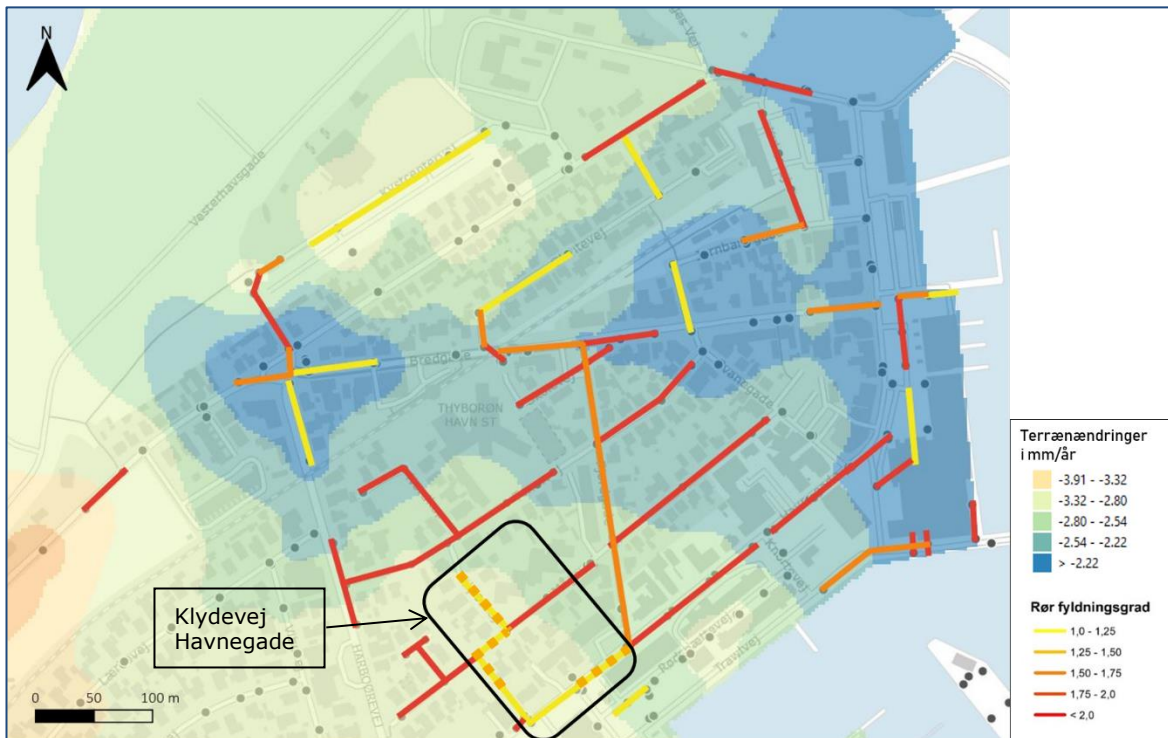 N
Vesterhavsgade
Kystcentervej
Bredgade
THYBORØN
HAVN ST
Klydevej
Havnegade
0 50 100 m
Terrænændringer
i mm/år
-3.91 - -3.32
-3.32 - -2.80
-2.80 - -2.54
-2.54 - -2.22
> -2.22
Rør fyldningsgrad
1,0 - 1,25
1,25 - 1,50
1,50 - 1,75
1,75 - 2,0
< 2,0